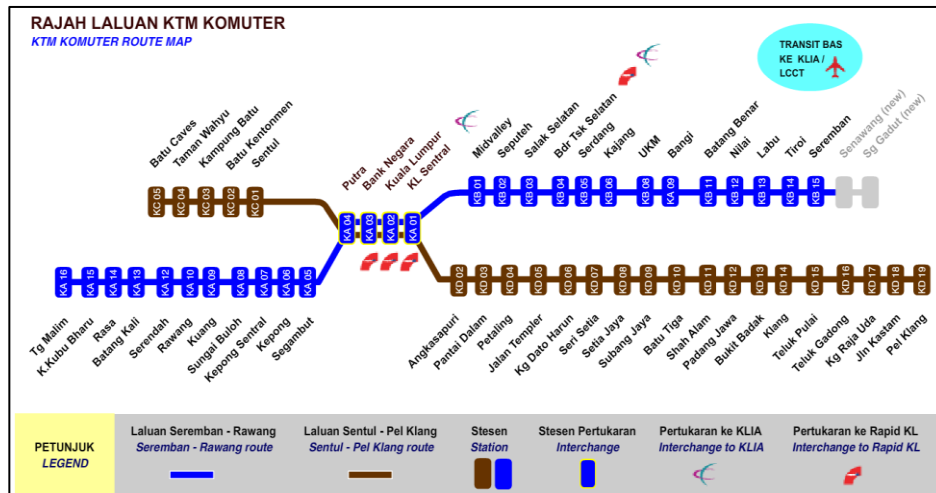 RAJAH LALUAN KTM KOMUTER
KTM KOMUTER ROUTE MAP
TRANSIT BAS
KE KLIA /
LCCT
Batu Caves
Taman Wahyu
Kampung Batu
Batu Kentonmen
Sentul
Putra
Bank Negara
Kuala Lumpur
KL Sentral
Midvalley
Seputeh
Salak Selatan
Bdr Tsk Selatan
Serdang
Kajang
UKM
Bangi
Batang Benar
Nilai
Labu
Tiroi
Seremban
Senawang (new)
Sg Gadut (new)
KC 05
KC 04
KC 03
KC 02
KC 01
KA 04
KA 03
KA 02
KA 01
KB 01
KB 02
KB 03
KB 04
KB 05
KB 06
KB 08
KA 09
KB 11
KB 12
KB 13
KB 14
KB 15
KA 16
KA 15
KA 14
KA 13
KA 12
KA 10
KA 09
KA 08
KA 07
KA 06
KA 05
KD 02
KD 03
KD 04
KD 05
KD 06
KD 07
KD 08
KD 09
KD 10
KD 11
KD 12
KD 13
KD 14
KD 15
KD 16
KD 17
KD 18
KD 19
Tg Malim
K.Kubu Bharu
Rasa
Batang Kali
Serendah
Rawang
Kuang
Sungai Buloh
Kepong Sentral
Kepong
Segambut
Angkasapuri
Pantai Dalam
Petaling
Jalan Templer
Kg Dato Harun
Seri Setia
Setia Jaya
Subang Jaya
Batu Tiga
Shah Alam
Padang Jawa
Bukit Badak
Klang
Teluk Pulai
Teluk Gadong
Kg Raja Uda
Jln Kastam
Pel Klang
PETUNJUK
LEGEND
Laluan Seremban - Rawang
Seremban - Rawang route
Laluan Sentul - Pel Klang
Sentul - Pel Klang route
Stesen
Station
Stesen Pertukaran
Interchange
Pertukaran ke KLIA
Interchange to KLIA
Pertukaran ke Rapid KL
Interchange to Rapid KL